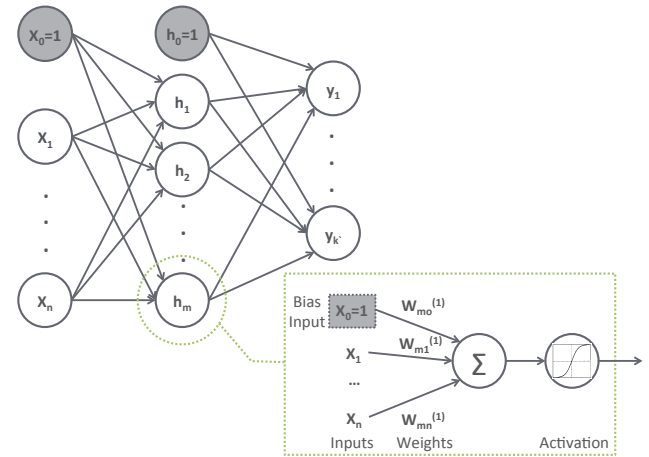 X₀=1
h₀=1
h₁
y₁
X₁
h₂
yₖ`
Xₙ
hₘ
Bias
Input
X₀=1
Wₘₒ⁽¹⁾
X₁
Wₘ₁⁽¹⁾
Σ
...
Xₙ
Wₘₙ⁽¹⁾
Inputs Weights Activation